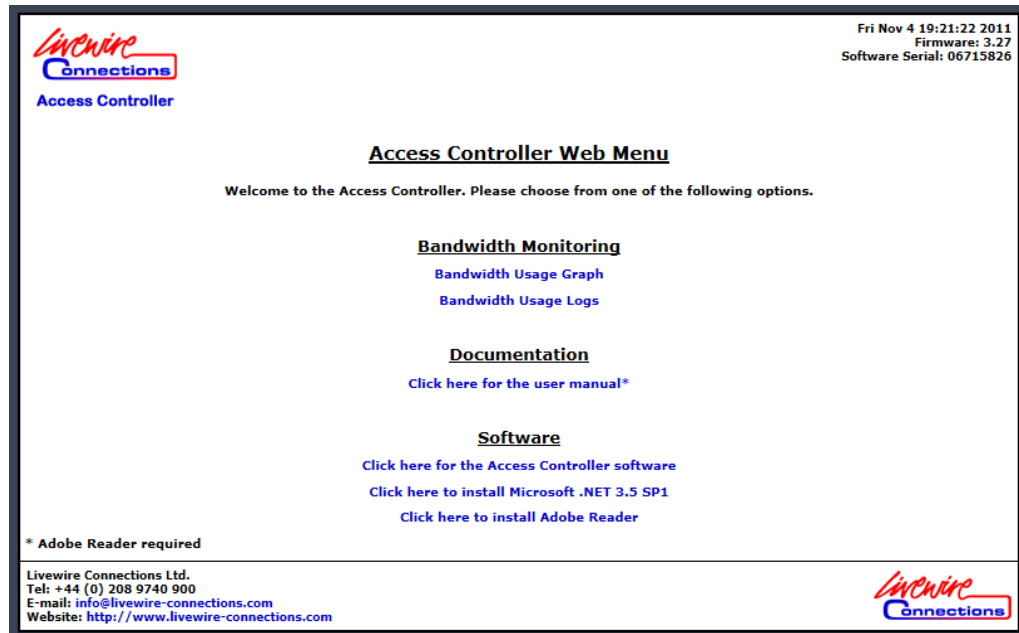 Livewire
Connections
Access Controller
Fri Nov 4 19:21:22 2011
Firmware: 3.27
Software Serial: 06715826
Access Controller Web Menu
Welcome to the Access Controller. Please choose from one of the following options.
Bandwidth Monitoring
Bandwidth Usage Graph
Bandwidth Usage Logs
Documentation
Click here for the user manual*
Software
Click here for the Access Controller software
Click here to install Microsoft .NET 3.5 SP1
Click here to install Adobe Reader
* Adobe Reader required
Livewire Connections Ltd.
Tel: +44 (0) 208 9740 900
E-mail: info@livewire-connections.com
Website: http://www.livewire-connections.com
Livewire
Connections